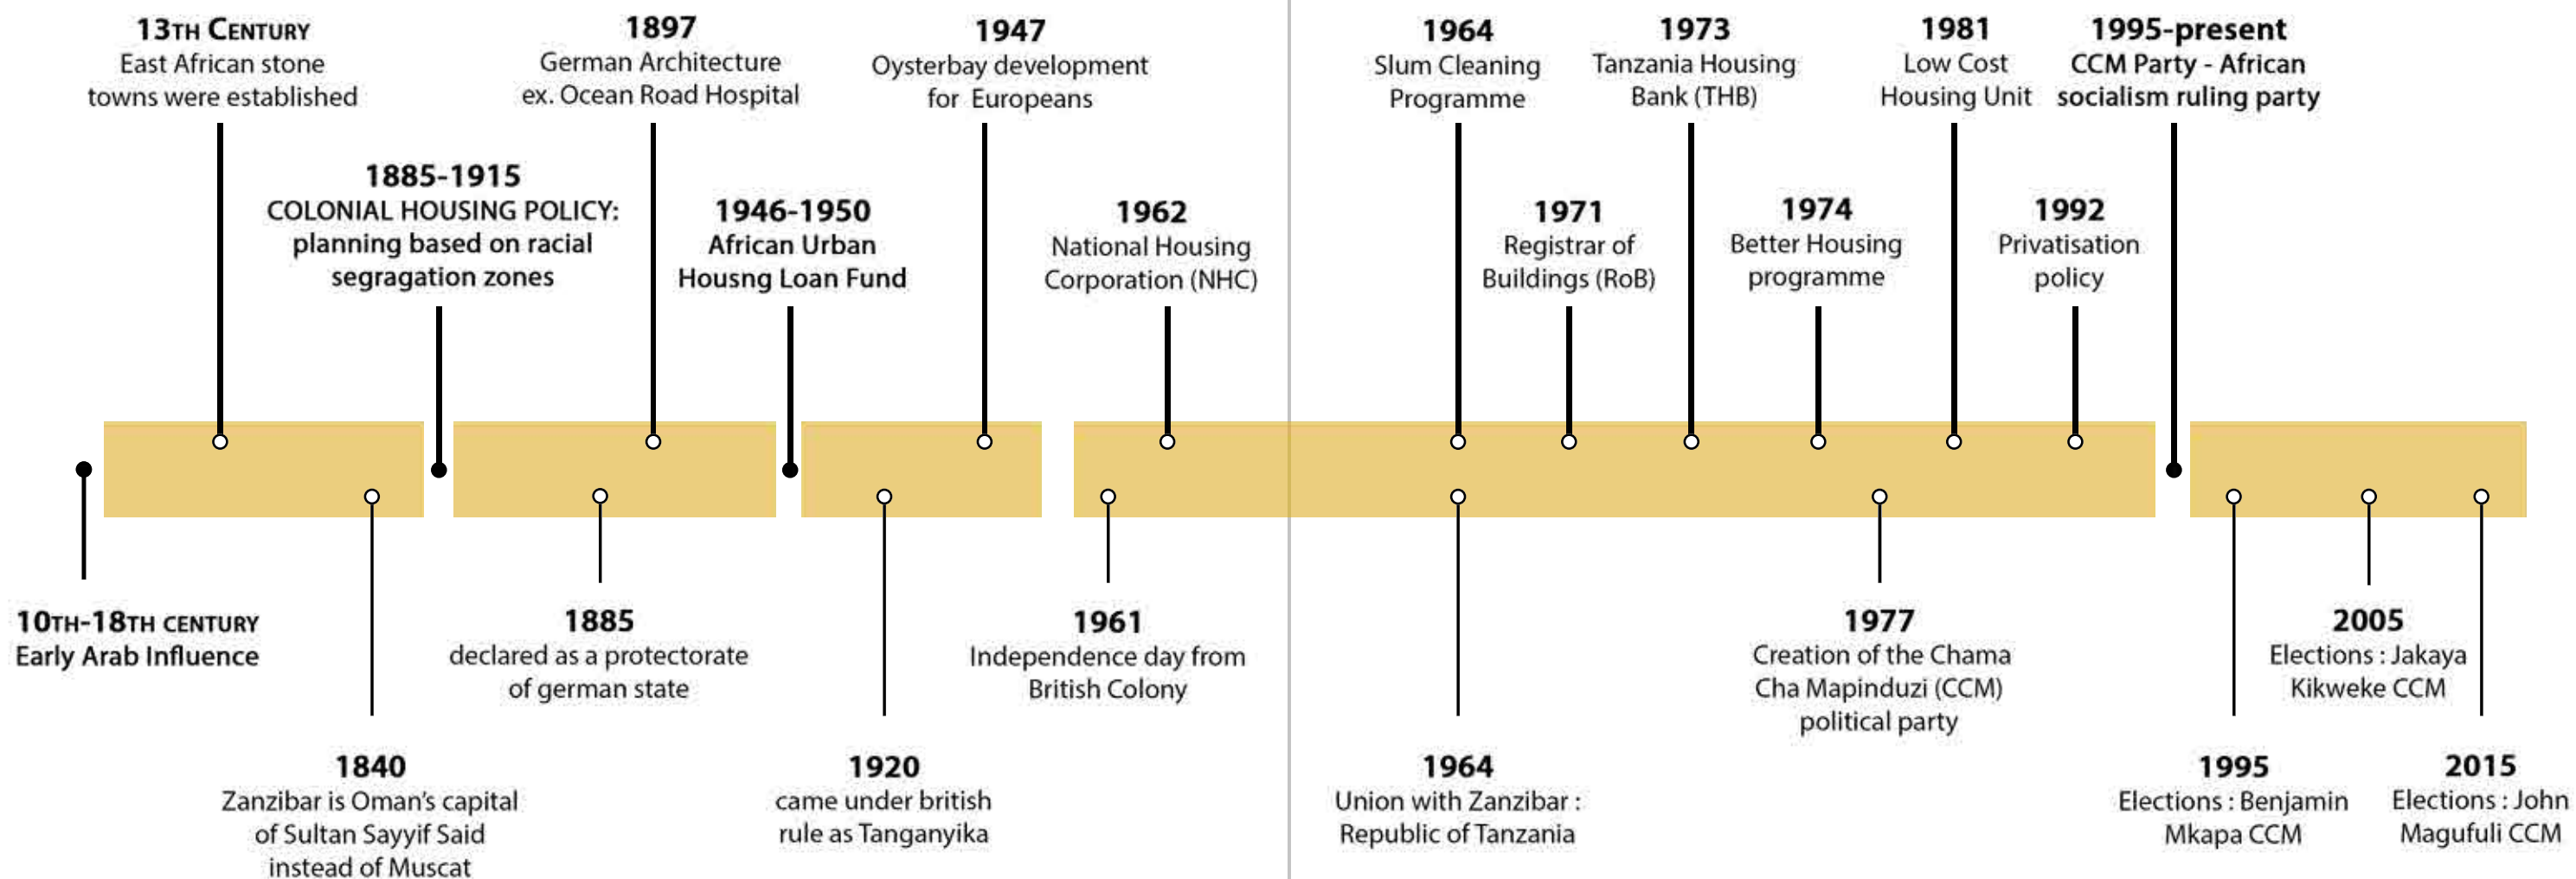 13TH CENTURY
East African stone
towns were established
1885-1915
COLONIAL HOUSING POLICY:
planning based on racial
segragation zones
1897
German Architecture
ex. Ocean Road Hospital
1946-1950
African Urban
Housng Loan Fund
1947
Oysterbay development
for Europeans
1962
National Housing
Corporation (NHC)
1964
Slum Cleaning
Programme
1971
Registrar of
Buildings (RoB)
1973
Tanzania Housing
Bank (THB)
1974
Better Housing
programme
1981
Low Cost
Housing Unit
1992
Privatisation
policy
1995-present
CCM Party - African
socialism ruling party
10TH-18TH CENTURY
Early Arab Influence
1840
Zanzibar is Oman's capital
of Sultan Sayyif Said
instead of Muscat
1885
declared as a protectorate
of german state
1920
came under british
rule as Tanganyika
1961
Independence day from
British Colony
1964
Union with Zanzibar :
Republic of Tanzania
1977
Creation of the Chama
Cha Mapinduzi (CCM)
political party
1995
Elections : Benjamin
Mkapa CCM
2005
Elections : Jakaya
Kikweke CCM
2015
Elections : John
Magufuli CCM